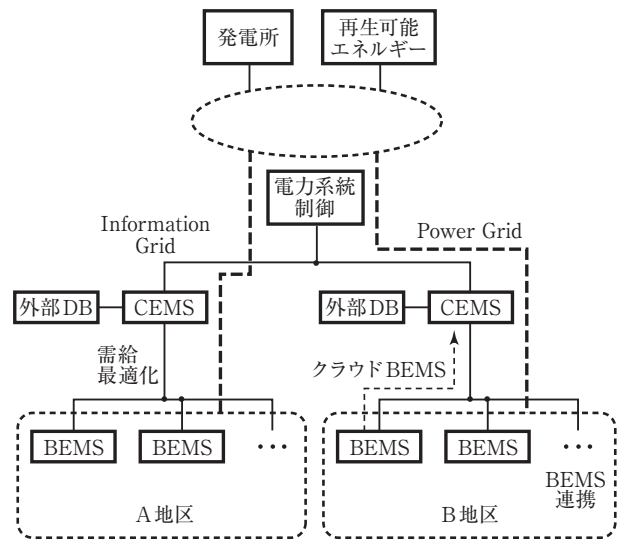 発電所
再生可能
エネルギー
電力系統
制御
Information
Grid
Power Grid
外部DB
CEMS
外部DB
CEMS
需給
最適化
クラウドBEMS
BEMS
BEMS
･･･
BEMS
BEMS
･･･
BEMS
連携
A地区
B地区